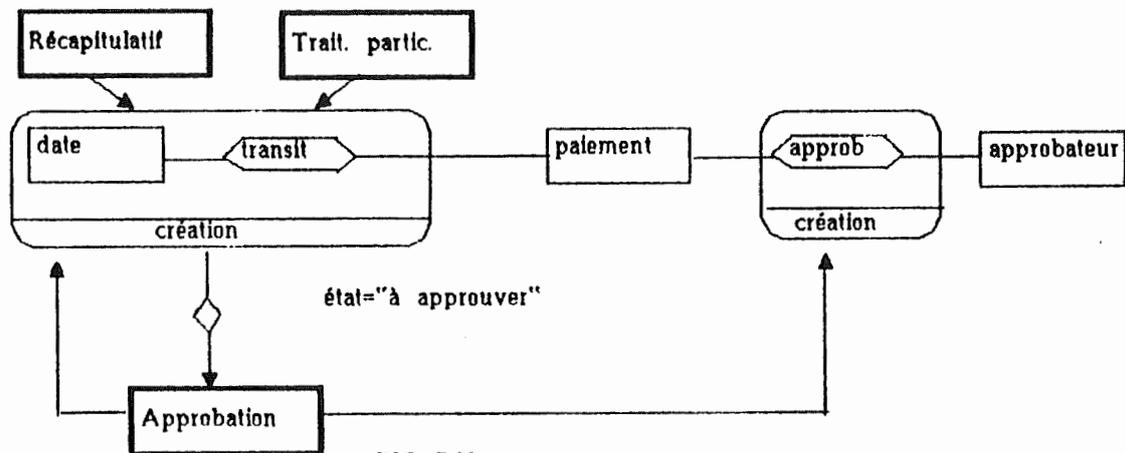 Récapitulatif
Trait. partic.
date
transit
paiement
approb
approbateur
création
création
état="à approuver"
Approbation